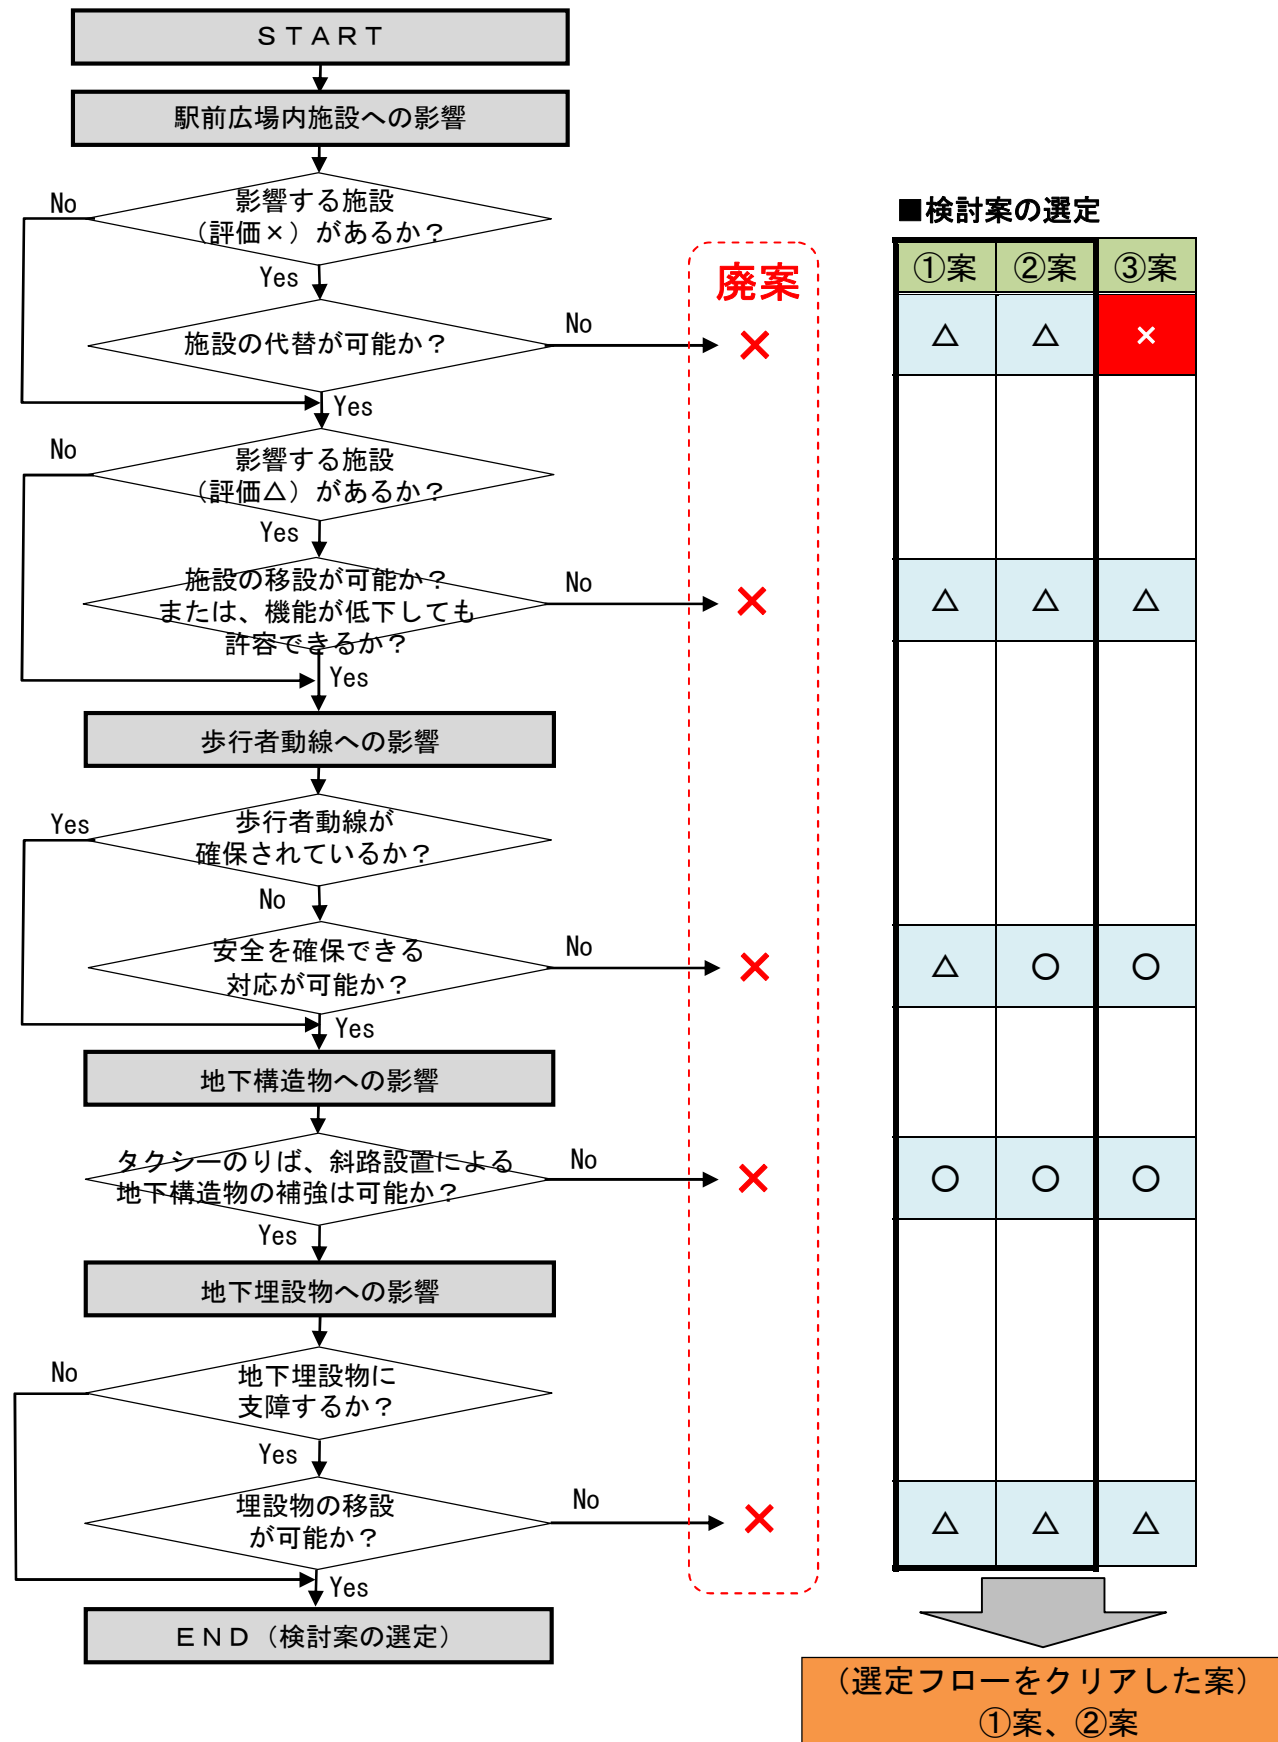 ＳＴＡＲＴ
駅前広場内施設への影響
影響する施設
（評価×）があるか？
No
Yes
施設の代替が可能か？
No
Yes
影響する施設
（評価△）があるか？
No
Yes
施設の移設が可能か？
または、機能が低下しても
許容できるか？
No
Yes
歩行者動線への影響
歩行者動線が
確保されているか？
Yes
No
安全を確保できる
対応が可能か？
No
Yes
地下構造物への影響
タクシーのりば、斜路設置による
地下構造物の補強は可能か？
No
Yes
地下埋設物への影響
地下埋設物に
支障するか？
No
Yes
埋設物の移設
が可能か？
No
Yes
ＥＮＤ（検討案の選定）
廃案
×
×
×
×
×
■検討案の選定
①案 ②案 ③案
△ △ ×
△ △ △
△ ○ ○
○ ○ ○
△ △ △
（選定フローをクリアした案）
①案、②案